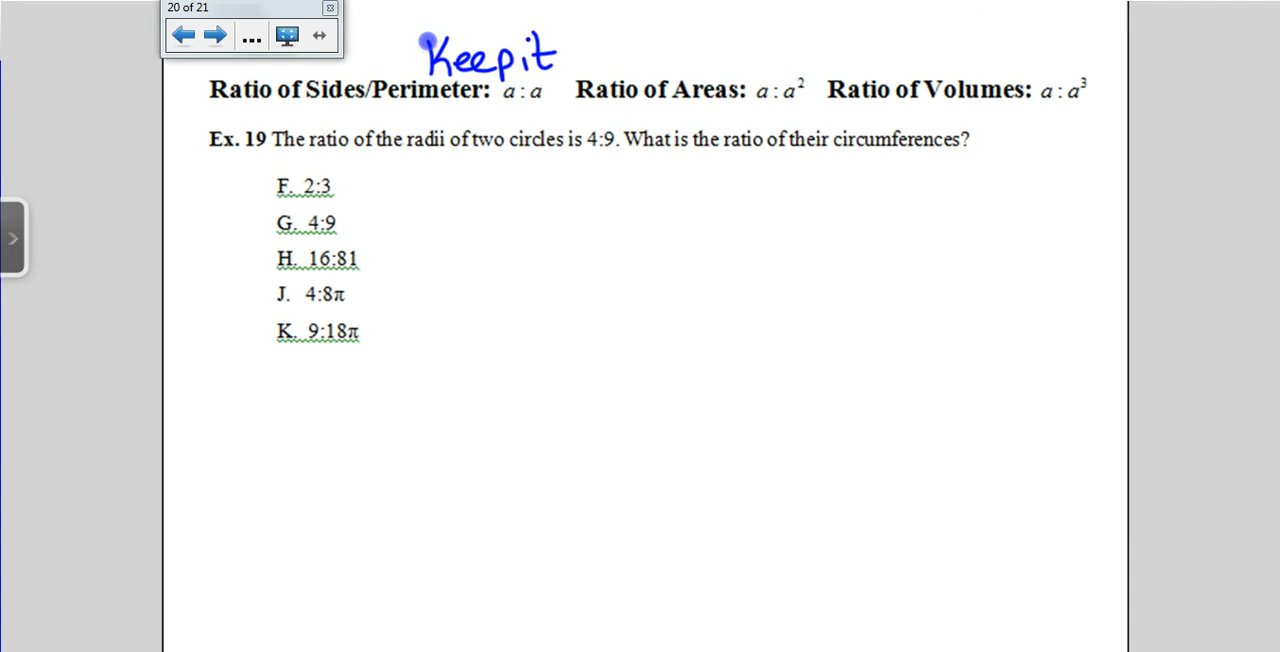 20 of 21
Keep it
Ratio of Sides/Perimeter: a : a Ratio of Areas: a : a² Ratio of Volumes: a : a³
Ex. 19 The ratio of the radii of two circles is 4:9. What is the ratio of their circumferences?
F. 2:3
G. 4:9
H. 16:81
J. 4:8π
K. 9:18π